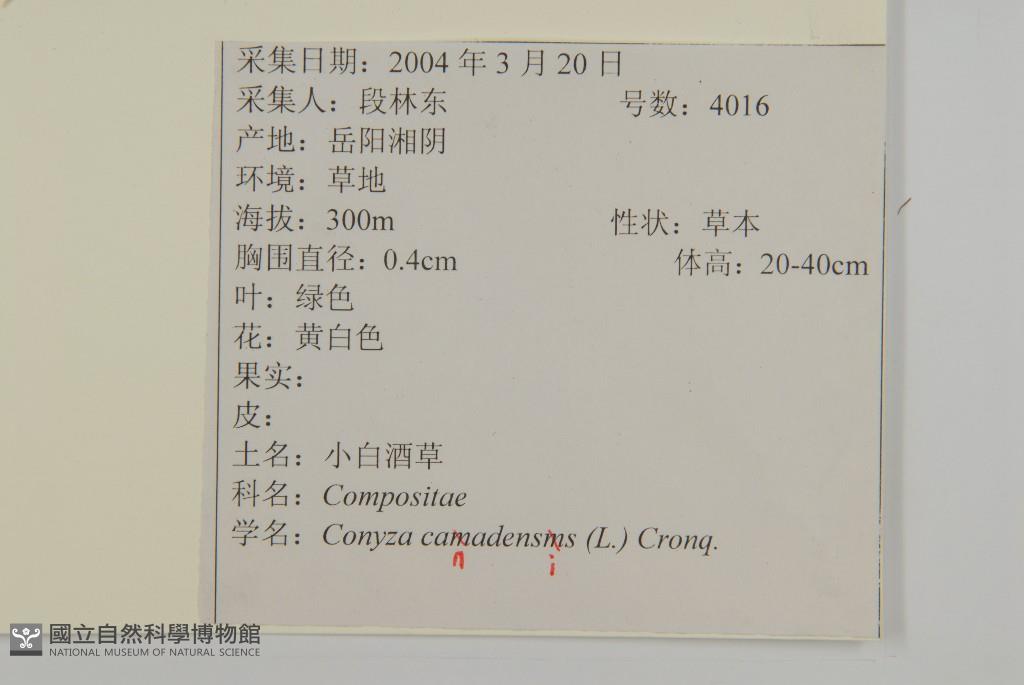 采集日期：2004 年 3 月 20 日
采集人：段林东 号数：4016
产地：岳阳湘阴
环境：草地
海拔：300m 性状：草本
胸围直径：0.4cm 体高：20-40cm
叶：绿色
花：黄白色
果实：
皮：
土名：小白酒草
科名：Compositae
学名：Conyza camadensms (L.) Cronq.
n i
國立自然科學博物館
NATIONAL MUSEUM OF NATURAL SCIENCE